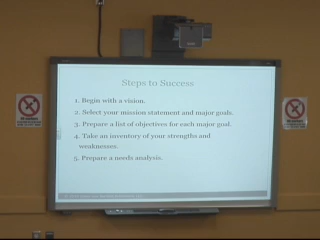 Steps to Success
1. Begin with a vision.
2. Select your mission statement and major goals.
3. Prepare a list of objectives for each major goal.
4. Take an inventory of your strengths and
weaknesses.
5. Prepare a needs analysis.